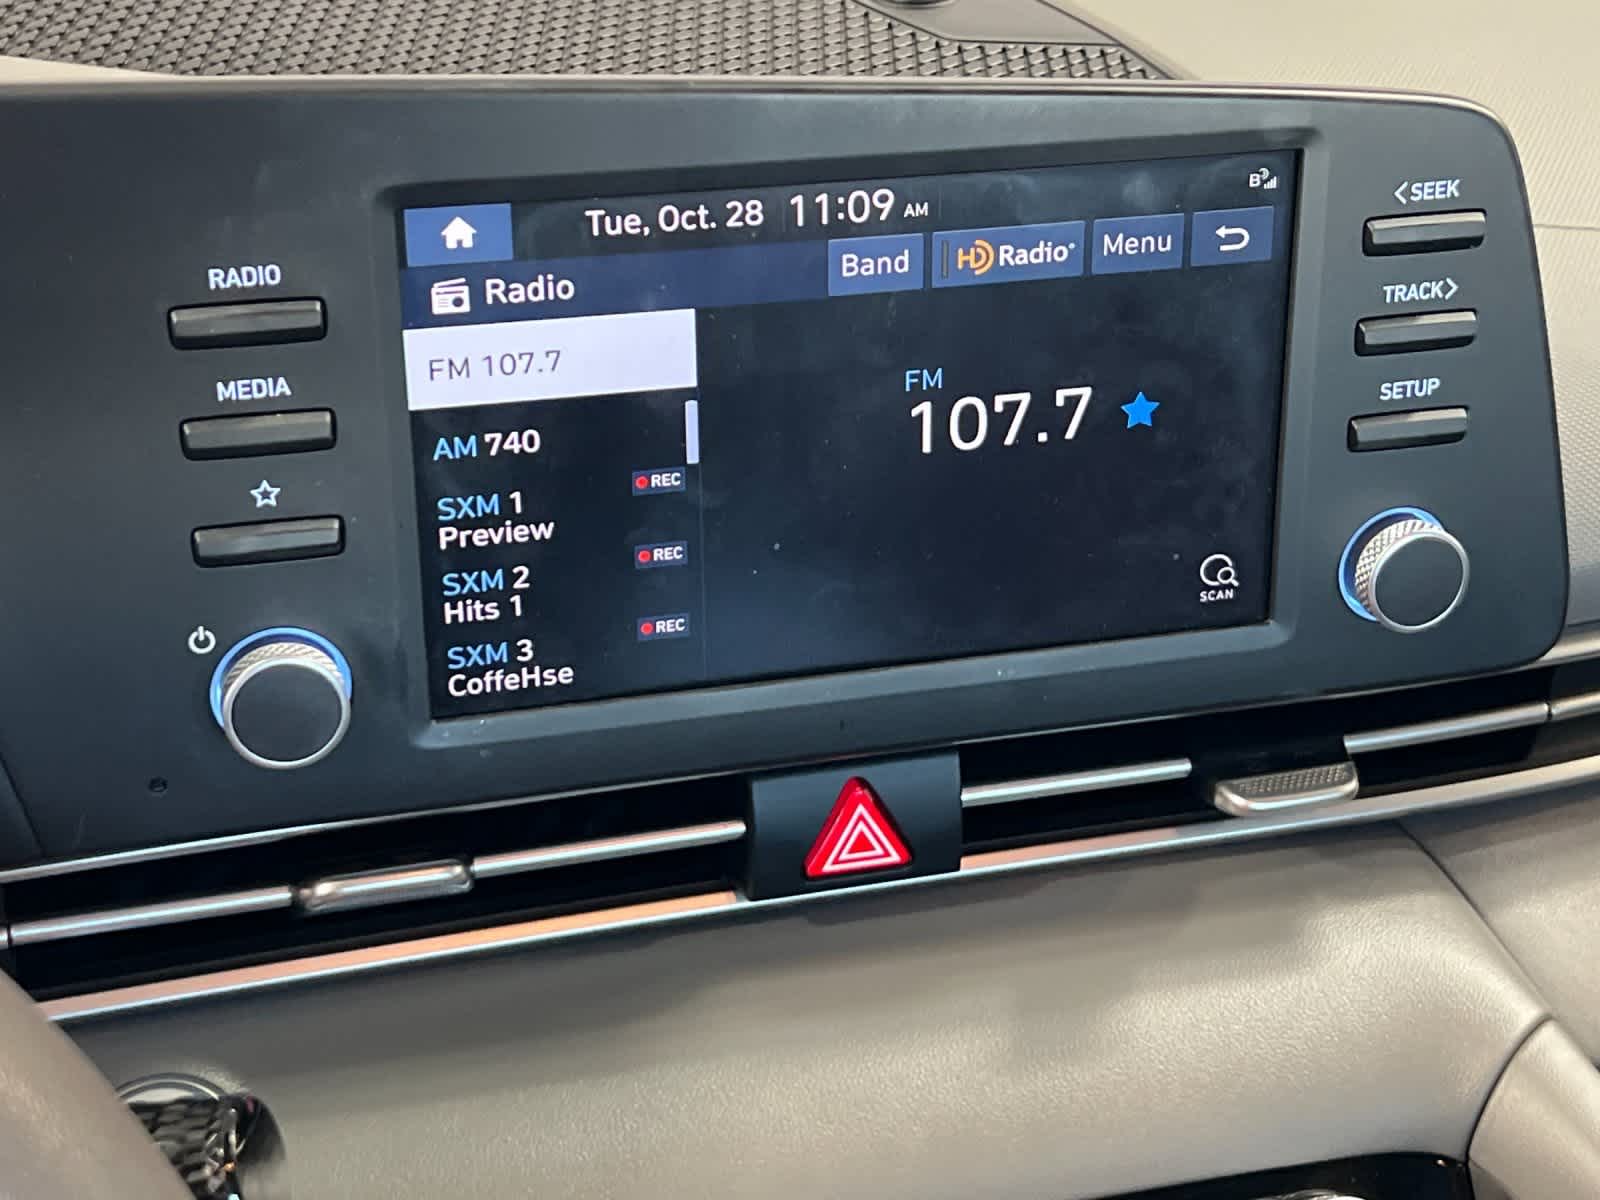 Tue, Oct. 28 11:09 AM
B
Band
HD Radio
Menu
Radio
FM 107.7
AM 740
SXM 1
REC
Preview
SXM 2
REC
Hits 1
SXM 3
REC
CoffeHse
FM
107.7
SCAN
RADIO
MEDIA
<SEEK
TRACK>
SETUP